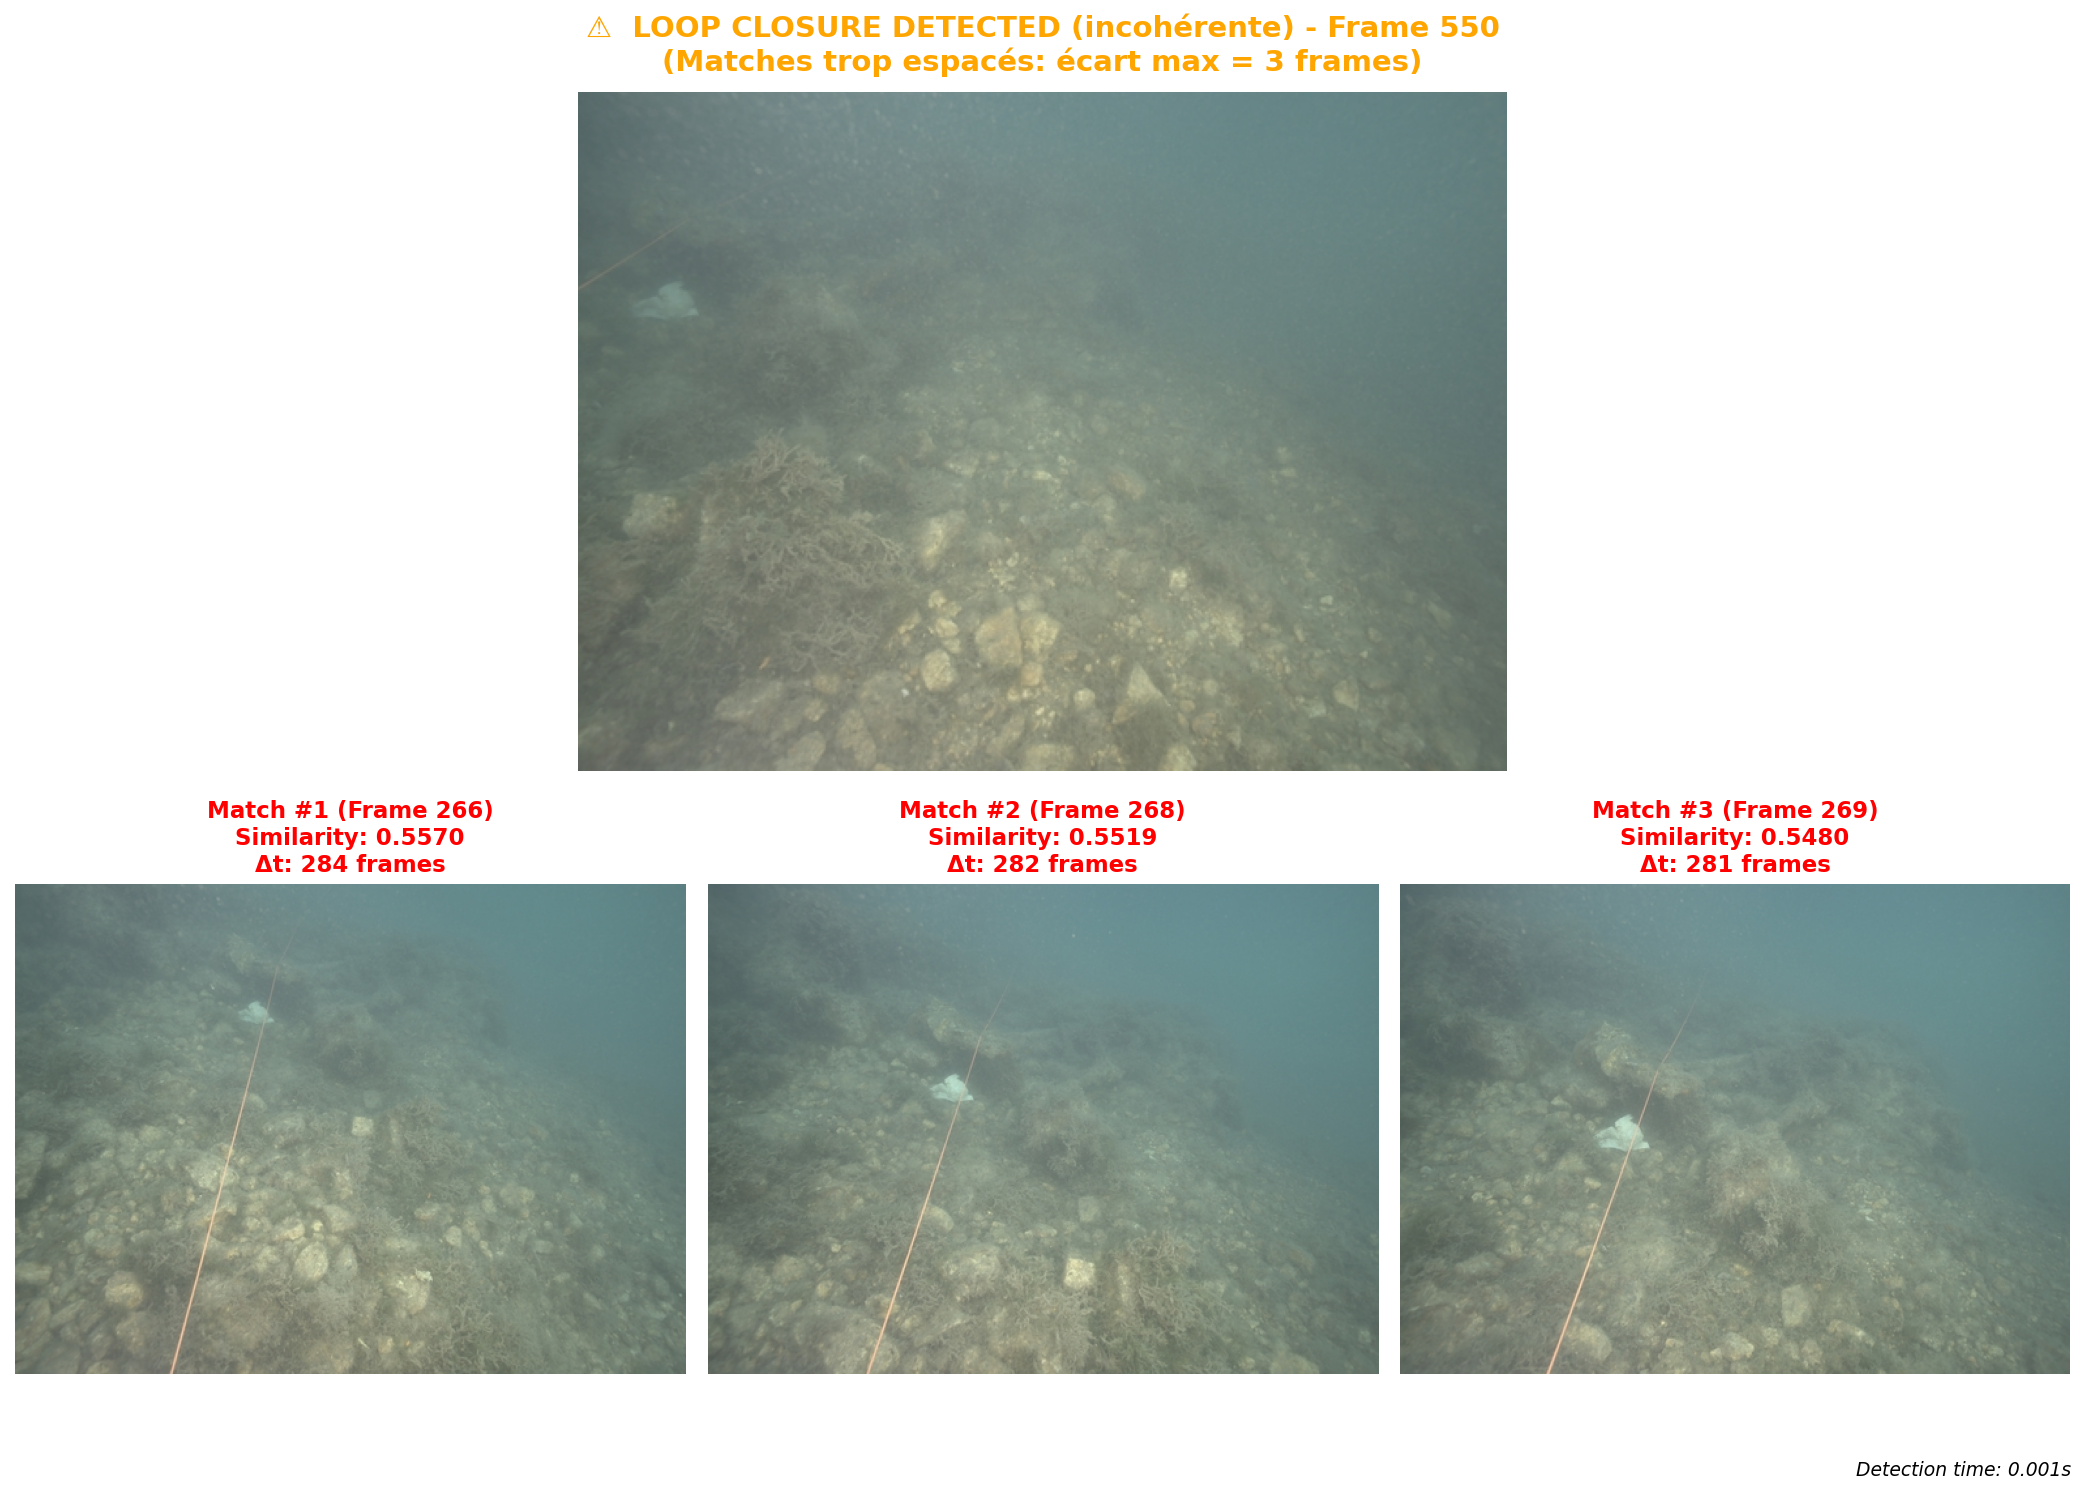 ⚠ LOOP CLOSURE DETECTED (incohérente) - Frame 550
(Matches trop espacés: écart max = 3 frames)
Match #1 (Frame 266)
Similarity: 0.5570
Δt: 284 frames
Match #2 (Frame 268)
Similarity: 0.5519
Δt: 282 frames
Match #3 (Frame 269)
Similarity: 0.5480
Δt: 281 frames
Detection time: 0.001s